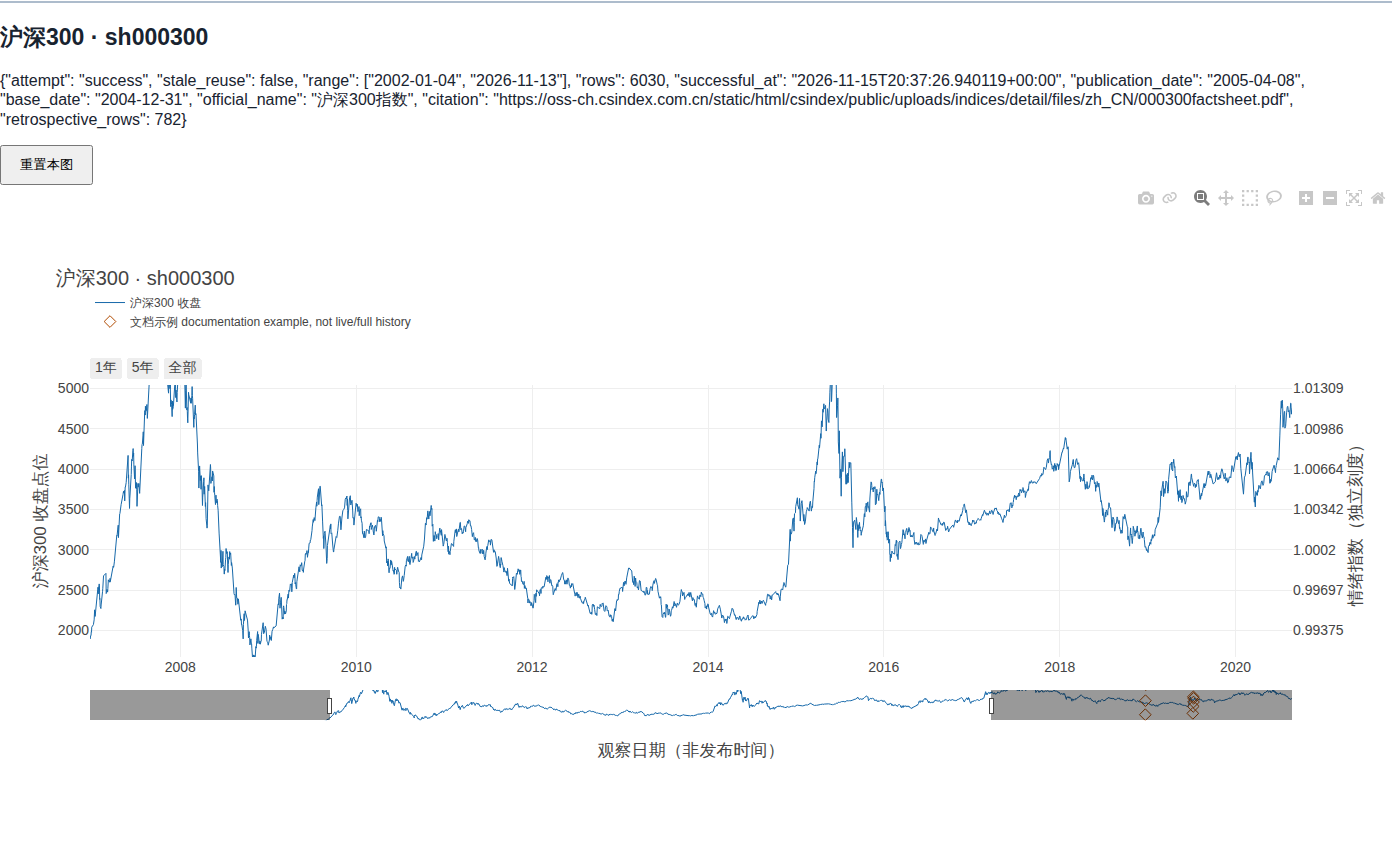 沪深300 · sh000300
{"attempt": "success", "stale_reuse": false, "range": ["2002-01-04", "2026-11-13"], "rows": 6030, "successful_at": "2026-11-15T20:37:26.940119+00:00", "publication_date": "2005-04-08",
"base_date": "2004-12-31", "official_name": "沪深300指数", "citation": "https://oss-ch.csindex.com.cn/static/html/csindex/public/uploads/indices/detail/files/zh_CN/000300factsheet.pdf",
"retrospective_rows": 782}
重置本图
沪深300 · sh000300
沪深300 收盘
文档示例 documentation example, not live/full history
1年 5年 全部
沪深300 收盘点位
5000
4500
4000
3500
3000
2500
2000
1.01309
1.00986
1.00664
1.00342
1.0002
0.99697
0.99375
情绪指数（独立刻度）
2008 2010 2012 2014 2016 2018 2020
观察日期（非发布时间）